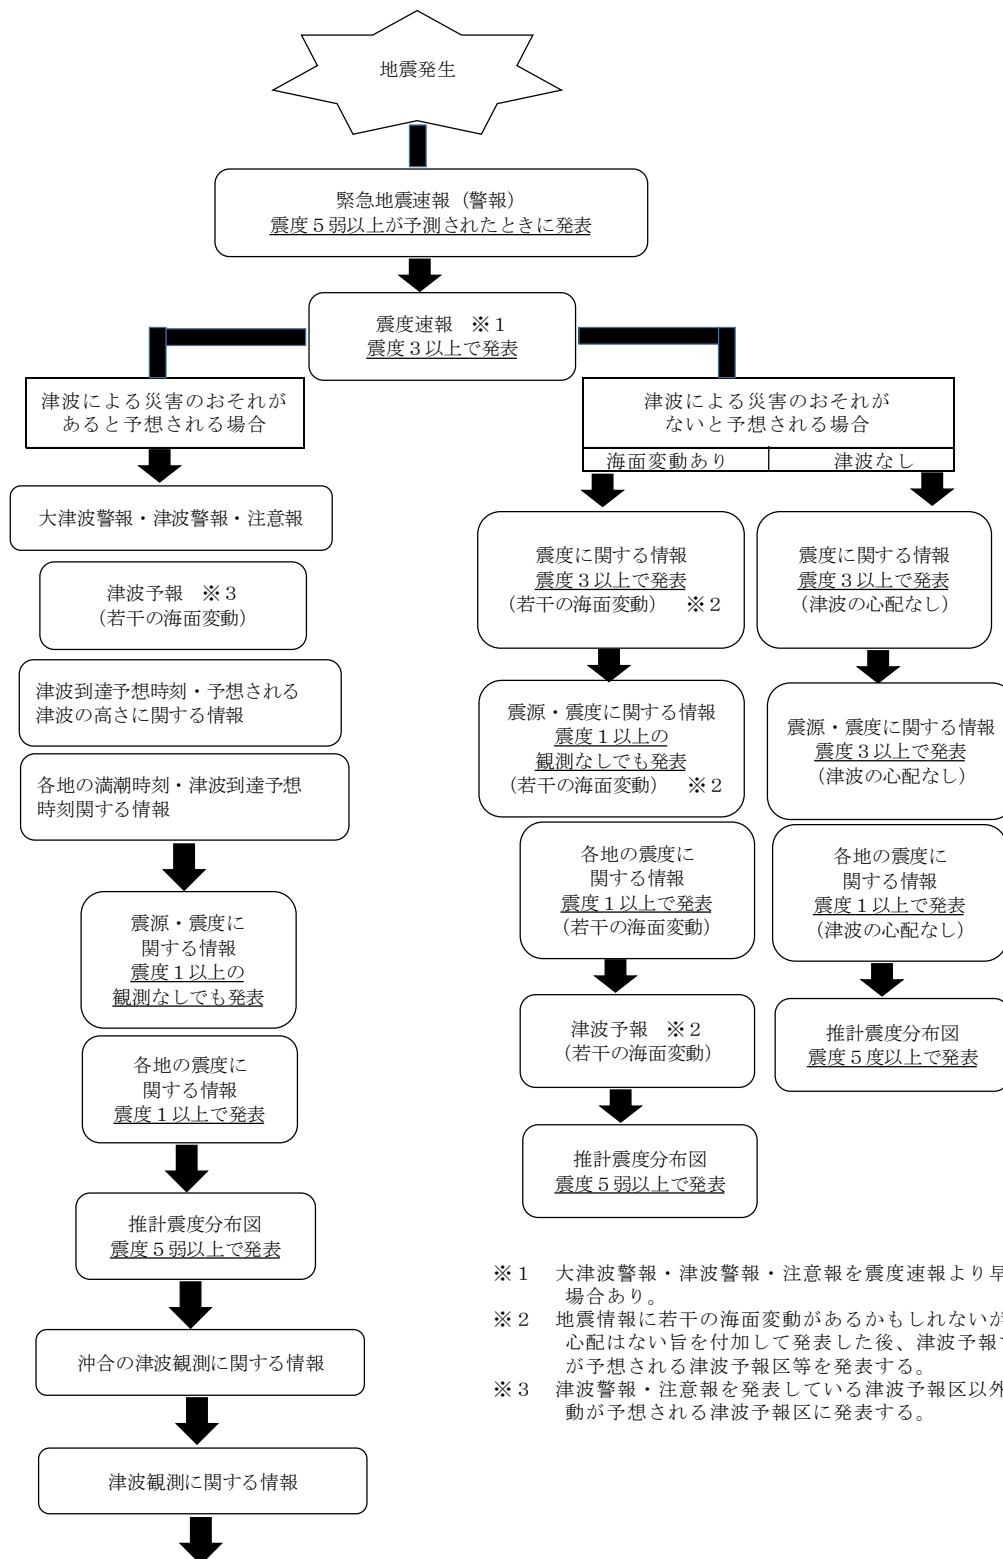 地震発生
緊急地震速報（警報）
震度５弱以上が予測されたときに発表
震度速報　※１
震度３以上で発表
津波による災害のおそれが
あると予想される場合
大津波警報・津波警報・注意報
津波予報　※３
（若干の海面変動）
津波到達予想時刻・予想される
津波の高さに関する情報
各地の満潮時刻・津波到達予想
時刻関する情報
震源・震度に
関する情報
震度１以上の
観測なしでも発表
各地の震度に
関する情報
震度１以上で発表
推計震度分布図
震度５弱以上で発表
沖合の津波観測に関する情報
津波観測に関する情報
津波による災害のおそれが
ないと予想される場合
海面変動あり
津波なし
震度に関する情報
震度３以上で発表
（若干の海面変動）　※２
震源・震度に関する情報
震度１以上の
観測なしでも発表
（若干の海面変動）　※２
各地の震度に
関する情報
震度１以上で発表
（若干の海面変動）
津波予報　※２
（若干の海面変動）
推計震度分布図
震度５弱以上で発表
震度に関する情報
震度３以上で発表
（津波の心配なし）
震源・震度に関する情報
震度３以上で発表
（津波の心配なし）
各地の震度に
関する情報
震度１以上で発表
（津波の心配なし）
推計震度分布図
震度５度以上で発表
※１　大津波警報・津波警報・注意報を震度速報より早
場合あり。
※２　地震情報に若干の海面変動があるかもしれないが
心配はない旨を付加して発表した後、津波予報で
が予想される津波予報区等を発表する。
※３　津波警報・注意報を発表している津波予報区以外
動が予想される津波予報区に発表する。